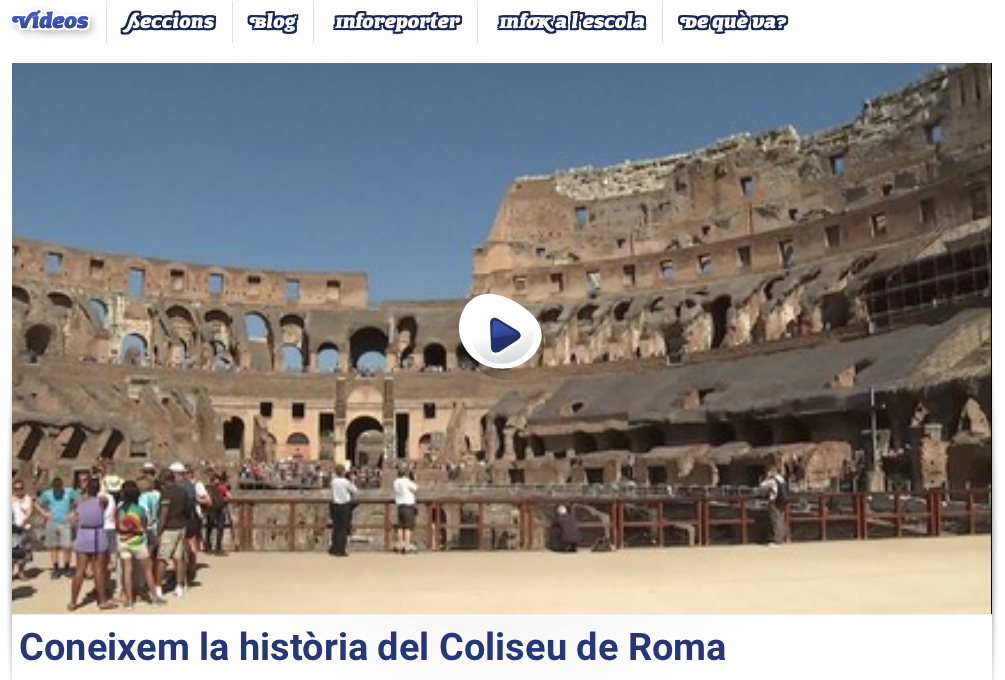 Vídeos Seccions Blog Inforeporter InfoK a l'escola De què va?
Coneixem la història del Coliseu de Roma